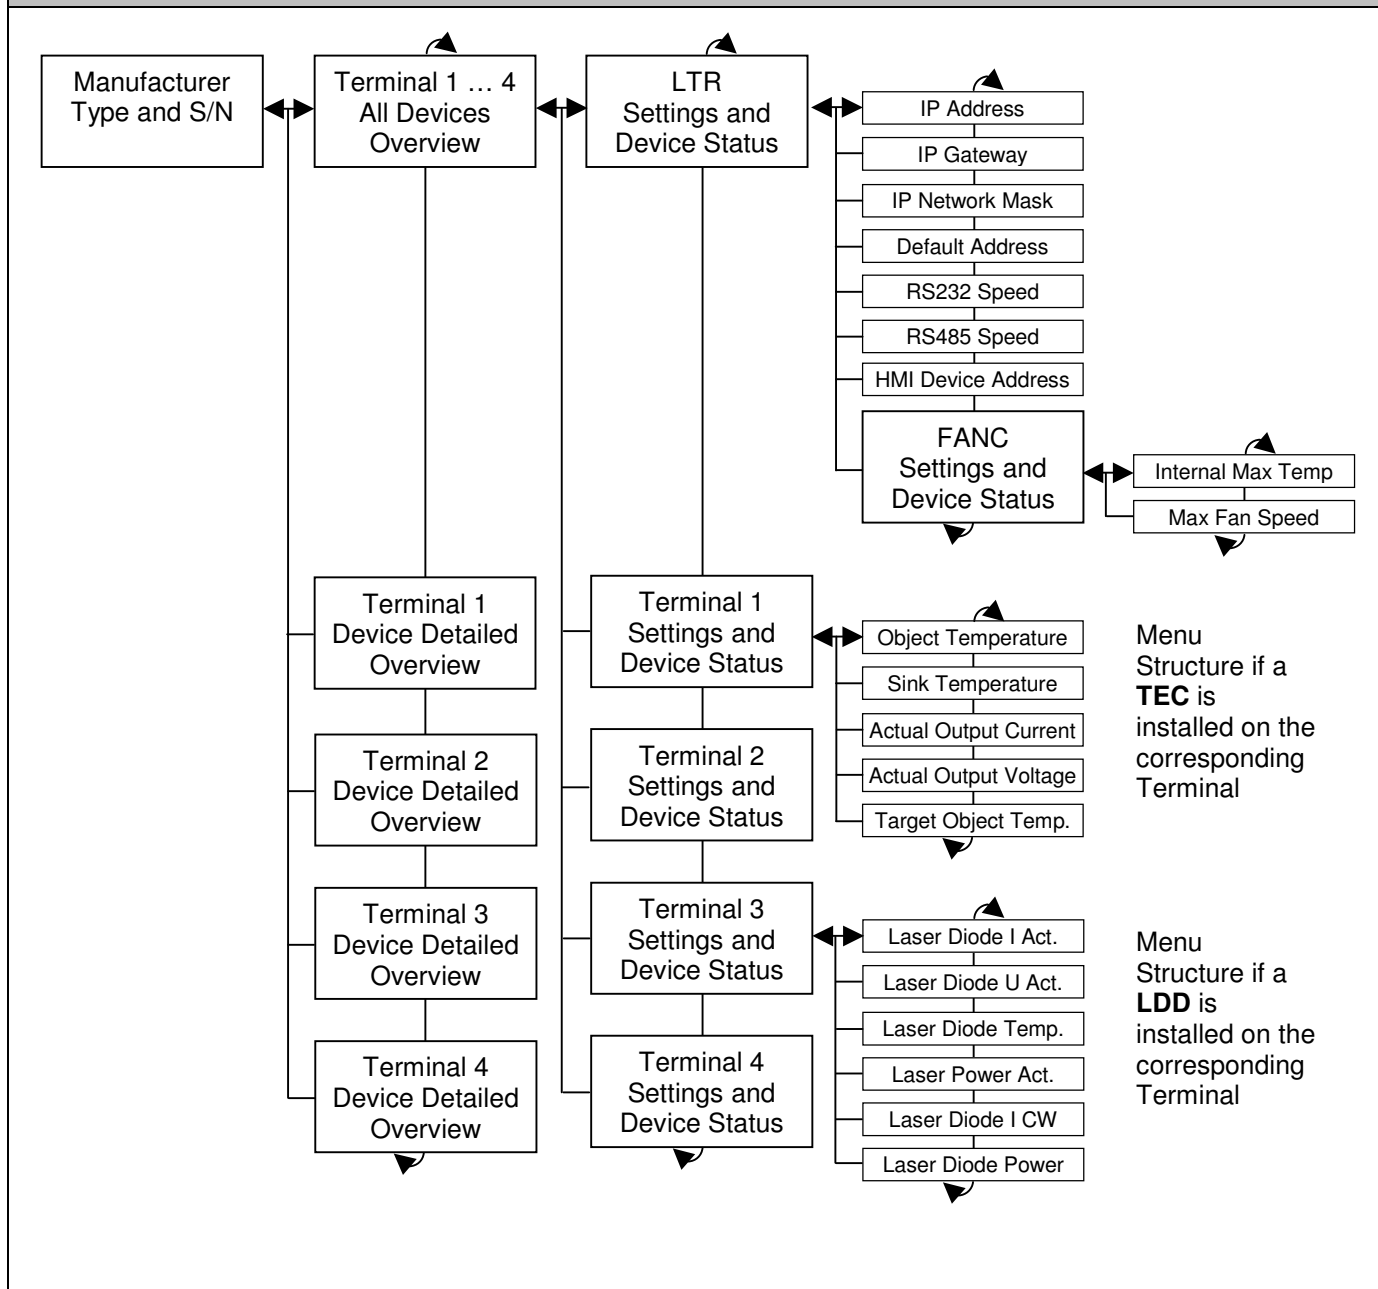 Manufacturer
Type and S/N
Terminal 1 … 4
All Devices
Overview
LTR
Settings and
Device Status
IP Address
IP Gateway
IP Network Mask
Default Address
RS232 Speed
RS485 Speed
HMI Device Address
FANC
Settings and
Device Status
Internal Max Temp
Max Fan Speed
Terminal 1
Device Detailed
Overview
Terminal 2
Device Detailed
Overview
Terminal 3
Device Detailed
Overview
Terminal 4
Device Detailed
Overview
Terminal 1
Settings and
Device Status
Terminal 2
Settings and
Device Status
Terminal 3
Settings and
Device Status
Terminal 4
Settings and
Device Status
Object Temperature
Sink Temperature
Actual Output Current
Actual Output Voltage
Target Object Temp.
Menu
Structure if a
TEC is
installed on the
corresponding
Terminal
Laser Diode I Act.
Laser Diode U Act.
Laser Diode Temp.
Laser Power Act.
Laser Diode I CW
Laser Diode Power
Menu
Structure if a
LDD is
installed on the
corresponding
Terminal